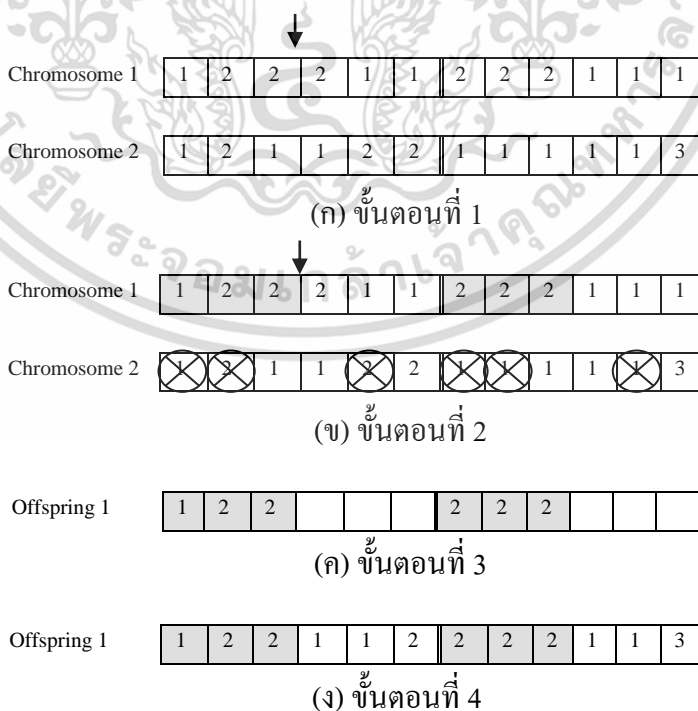 Chromosome 1 1 2 2 2 1 1 2 2 2 1 1 1
Chromosome 2 1 2 1 1 2 2 1 1 1 1 1 3
(ก) ขั้นตอนที่ 1
Chromosome 1 1 2 2 2 1 1 2 2 2 1 1 1
Chromosome 2 1 2 1 1 2 2 1 1 1 1 1 3
(ข) ขั้นตอนที่ 2
Offspring 1 1 2 2 2 2 2
(ค) ขั้นตอนที่ 3
Offspring 1 1 2 2 1 1 2 2 2 2 1 1 3
(ง) ขั้นตอนที่ 4